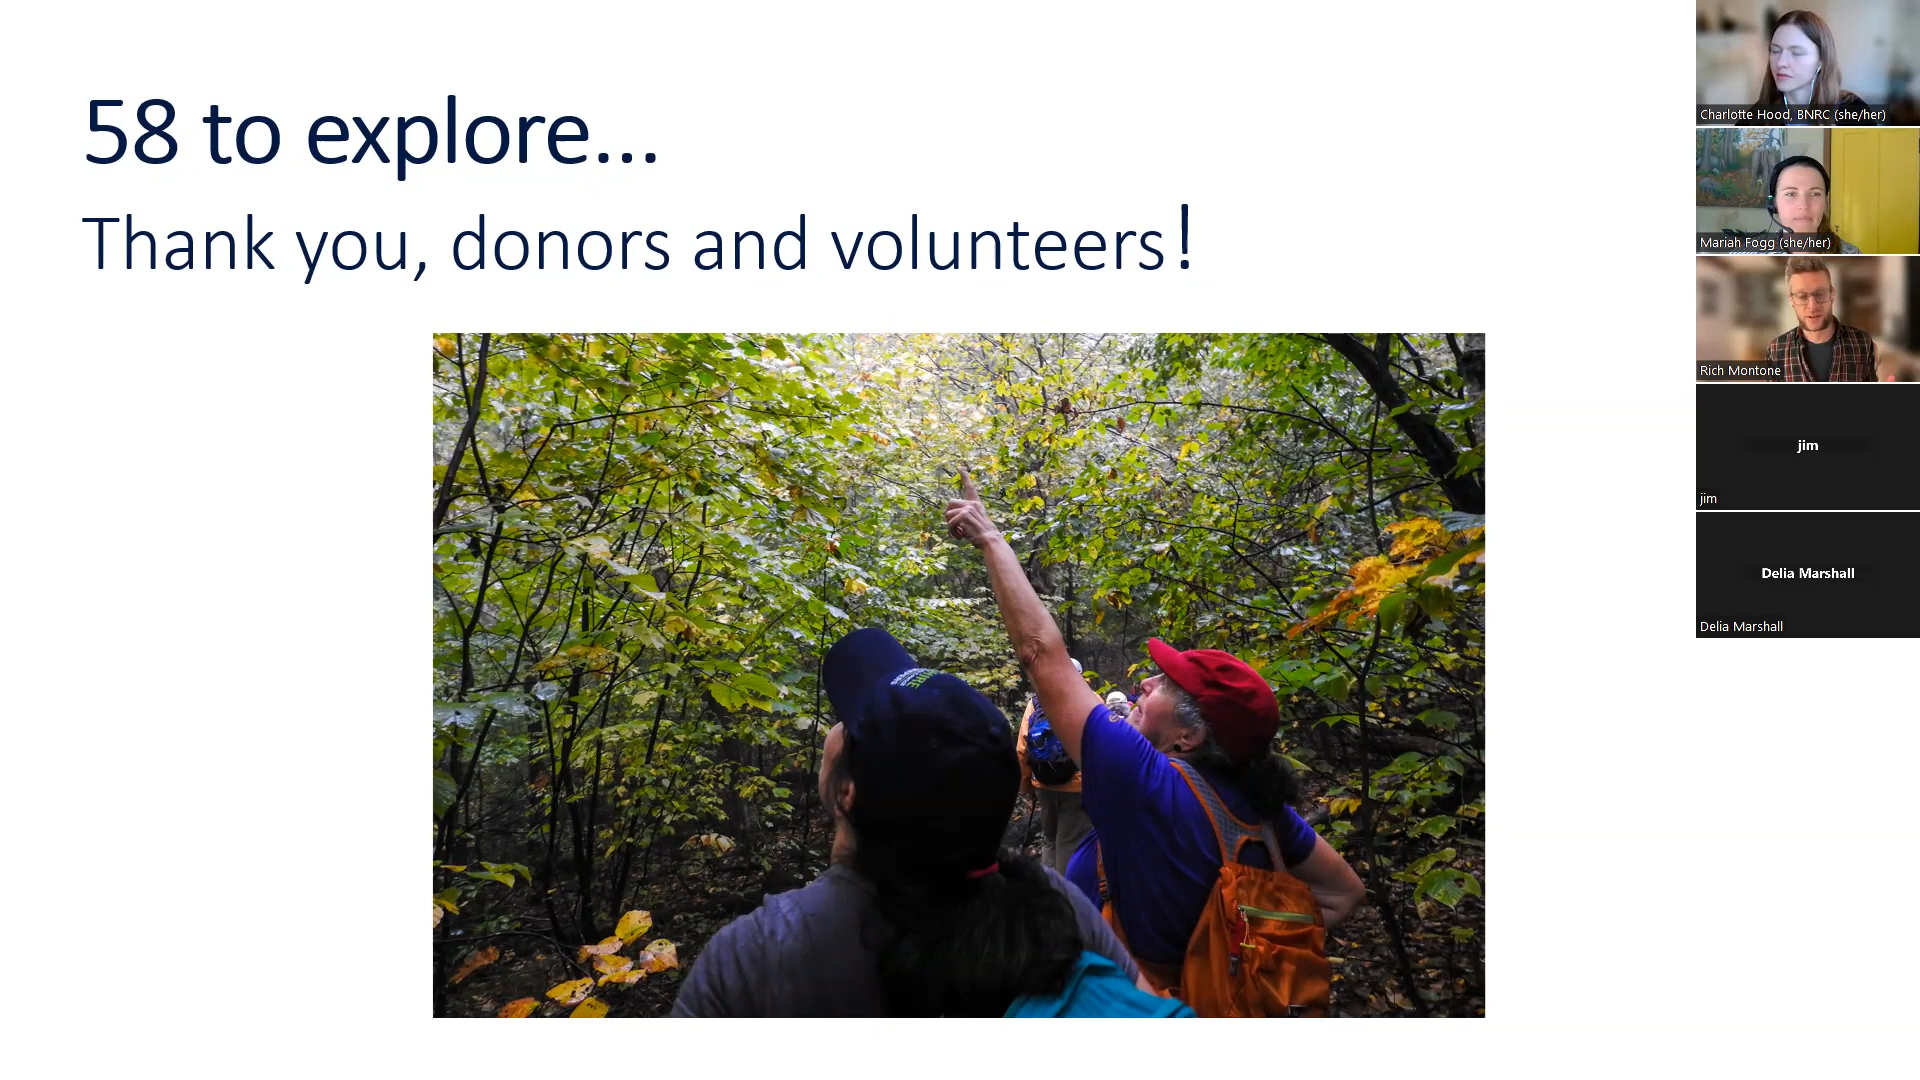 58 to explore...
Thank you, donors and volunteers!
Charlotte Hood, BNRC (she/her)
Mariah Fogg (she/her)
Rich Montone
jim
jim
Delia Marshall
Delia Marshall